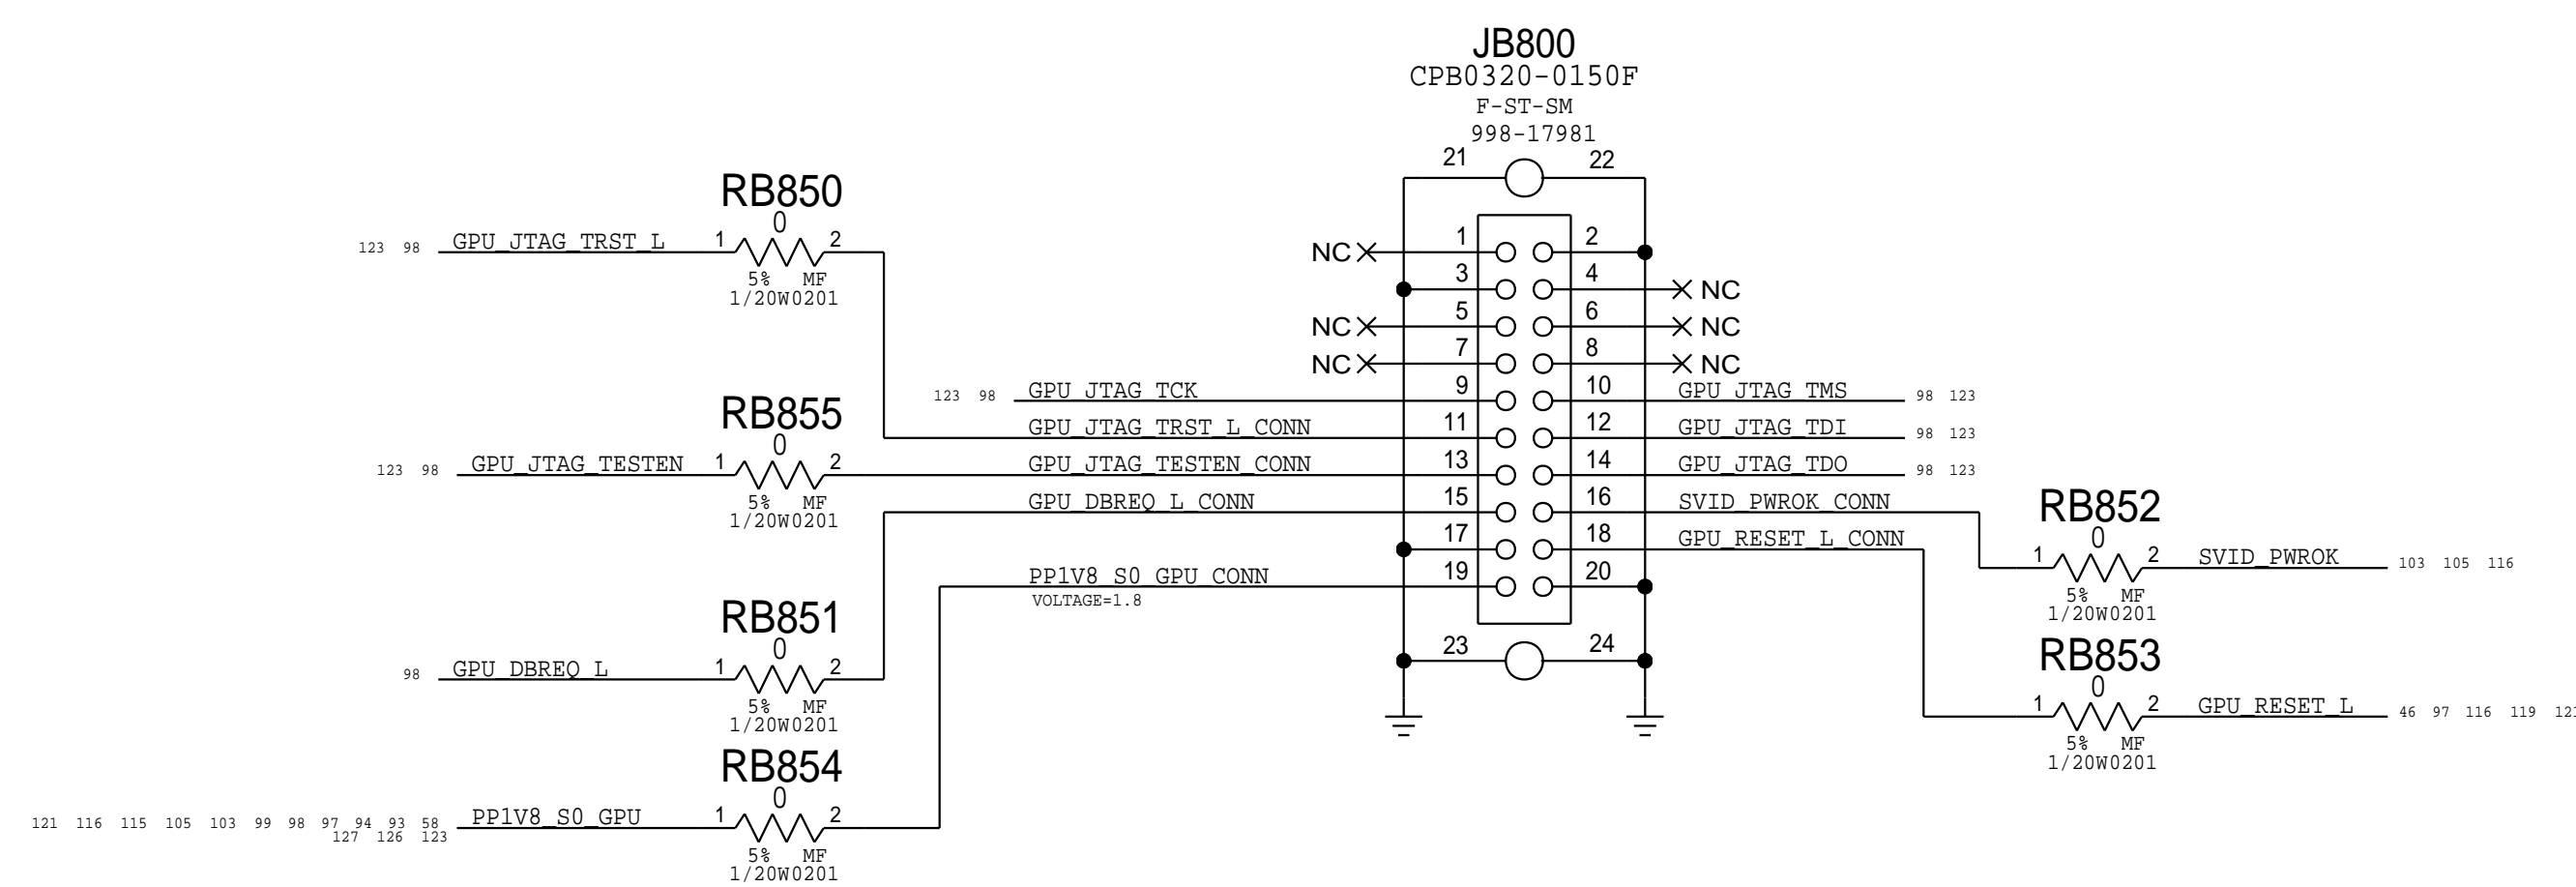 JB800
CPB0320-0150F
F-ST-SM
998-17981
21 22
RB850
0
123 98 GPU_JTAG_TRST_L 1 2
5% MF
1/20W0201
NC 1 2
3 4 NC
NC 5 6 NC
NC 7 8 NC
123 98 GPU_JTAG_TCK 9 10 GPU_JTAG_TMS 98 123
GPU_JTAG_TRST_L_CONN 11 12 GPU_JTAG_TDI 98 123
RB855
0
123 98 GPU_JTAG_TESTEN 1 2 GPU_JTAG_TESTEN_CONN 13 14 GPU_JTAG_TDO 98 123
5% MF
1/20W0201
GPU_DBREQ_L_CONN 15 16 SVID_PWROK_CONN
17 18 GPU_RESET_L_CONN
PP1V8_S0_GPU_CONN 19 20
VOLTAGE=1.8
23 24
RB852
0
1 2 SVID_PWROK 103 105 116
5% MF
1/20W0201
RB851
0
98 GPU_DBREQ_L 1 2
5% MF
1/20W0201
RB853
0
1 2 GPU_RESET_L 46 97 116 119
5% MF
1/20W0201
RB854
0
121 116 115 105 103 99 98 97 94 93 58 PP1V8_S0_GPU 1 2
127 126 123
5% MF
1/20W0201